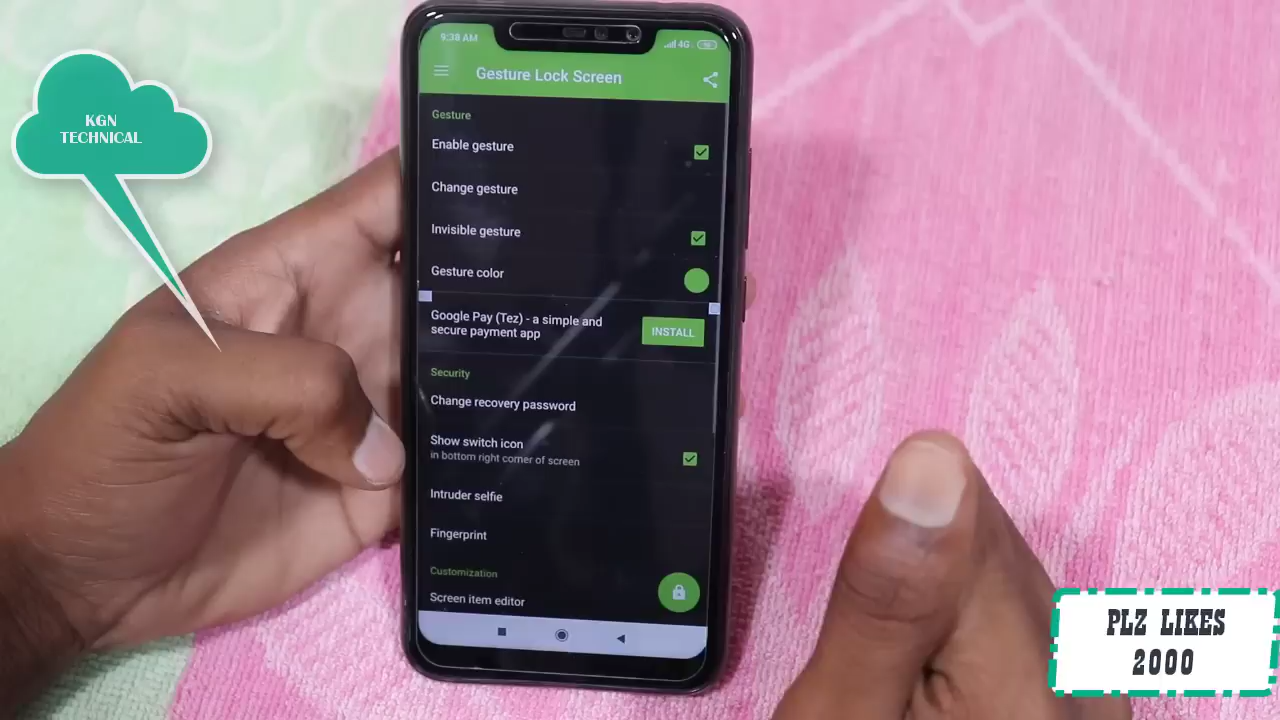 KGN
TECHNICAL
9:38 AM
4G
Gesture Lock Screen
Gesture
Enable gesture
Change gesture
Invisible gesture
Gesture color
Google Pay (Tez) - a simple and
secure payment app
INSTALL
Security
Change recovery password
Show switch icon
in bottom right corner of screen
Intruder selfie
Fingerprint
Customization
Screen item editor
PLZ LIKES
2000